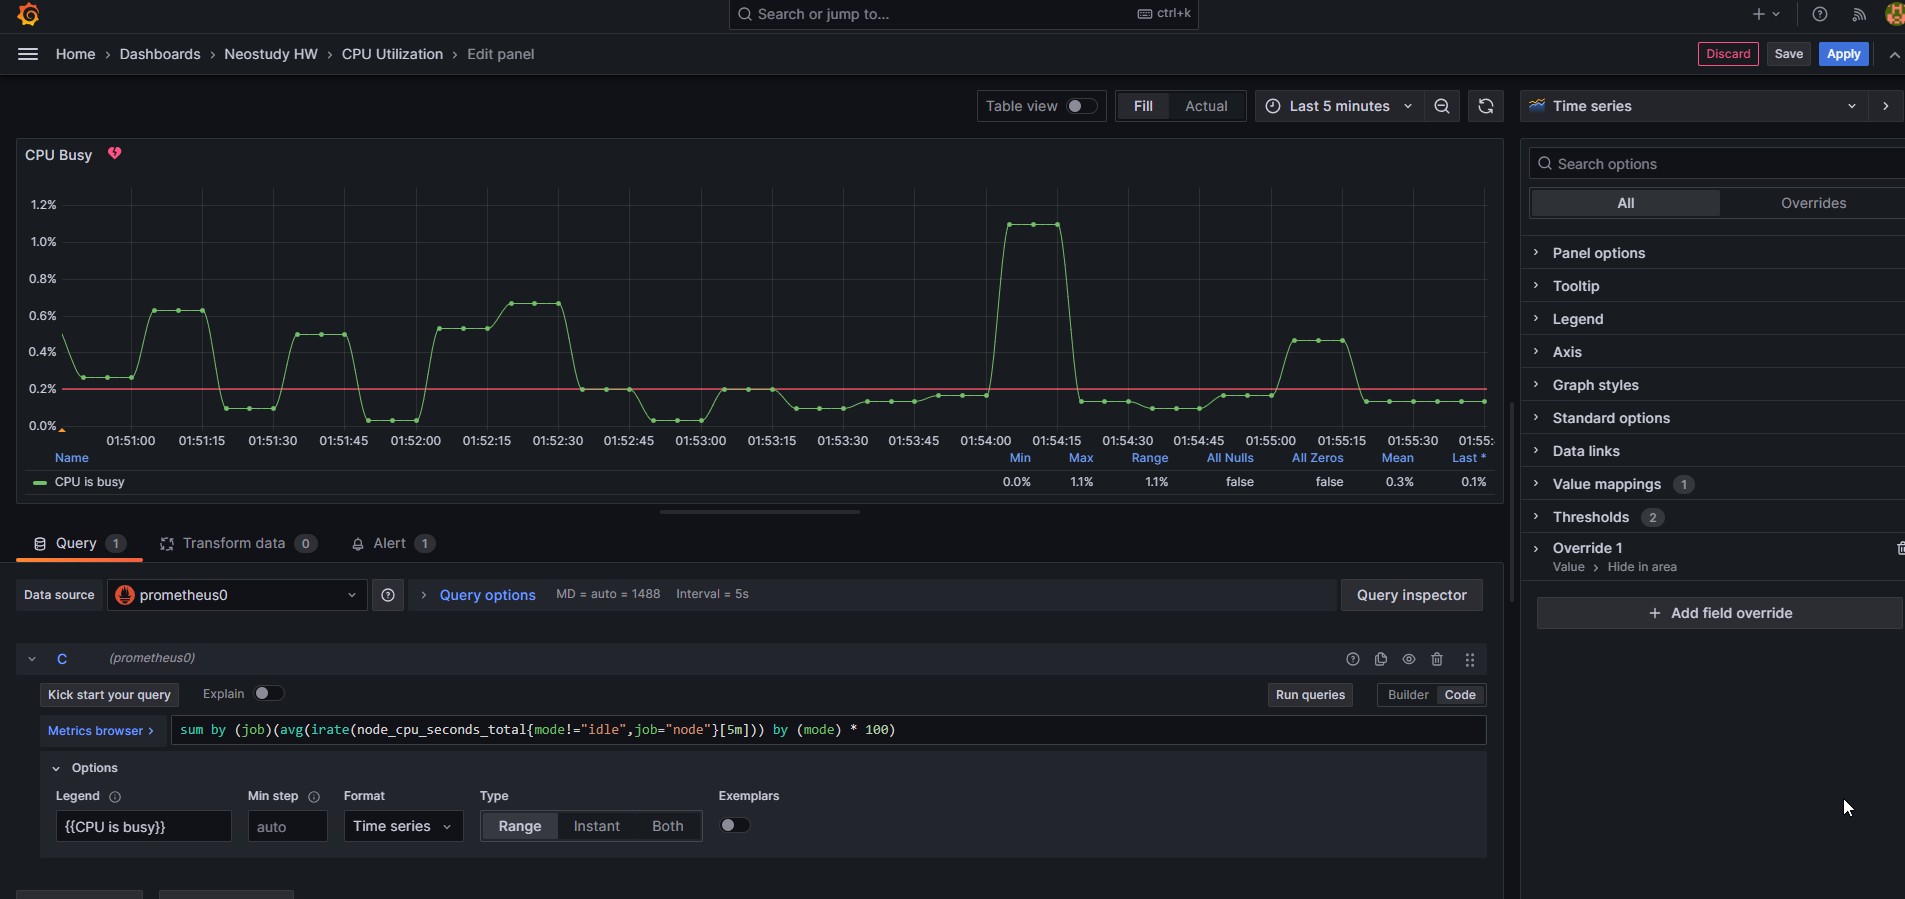 Search or jump to... ctrl+k
Home › Dashboards › Neostudy HW › CPU Utilization › Edit panel
Discard Save Apply
Table view Fill Actual Last 5 minutes Time series
CPU Busy
Search options
All Overrides
1.2%
1.0%
0.8%
0.6%
0.4%
0.2%
0.0%
01:51:00 01:51:15 01:51:30 01:51:45 01:52:00 01:52:15 01:52:30 01:52:45 01:53:00 01:53:15 01:53:30 01:53:45 01:54:00 01:54:15 01:54:30 01:54:45 01:55:00 01:55:15 01:55:30 01:55:
Name Min Max Range All Nulls All Zeros Mean Last *
CPU is busy 0.0% 1.1% 1.1% false false 0.3% 0.1%
Panel options
Tooltip
Legend
Axis
Graph styles
Standard options
Data links
Value mappings 1
Thresholds 2
Override 1
Value › Hide in area
+ Add field override
Query 1 Transform data 0 Alert 1
Data source prometheus0 Query options MD = auto = 1488 Interval = 5s Query inspector
C (prometheus0)
Kick start your query Explain Run queries Builder Code
Metrics browser > sum by (job)(avg(irate(node_cpu_seconds_total{mode!="idle",job="node"}[5m])) by (mode) * 100)
Options
Legend Min step Format Type Exemplars
{{CPU is busy}} auto Time series Range Instant Both